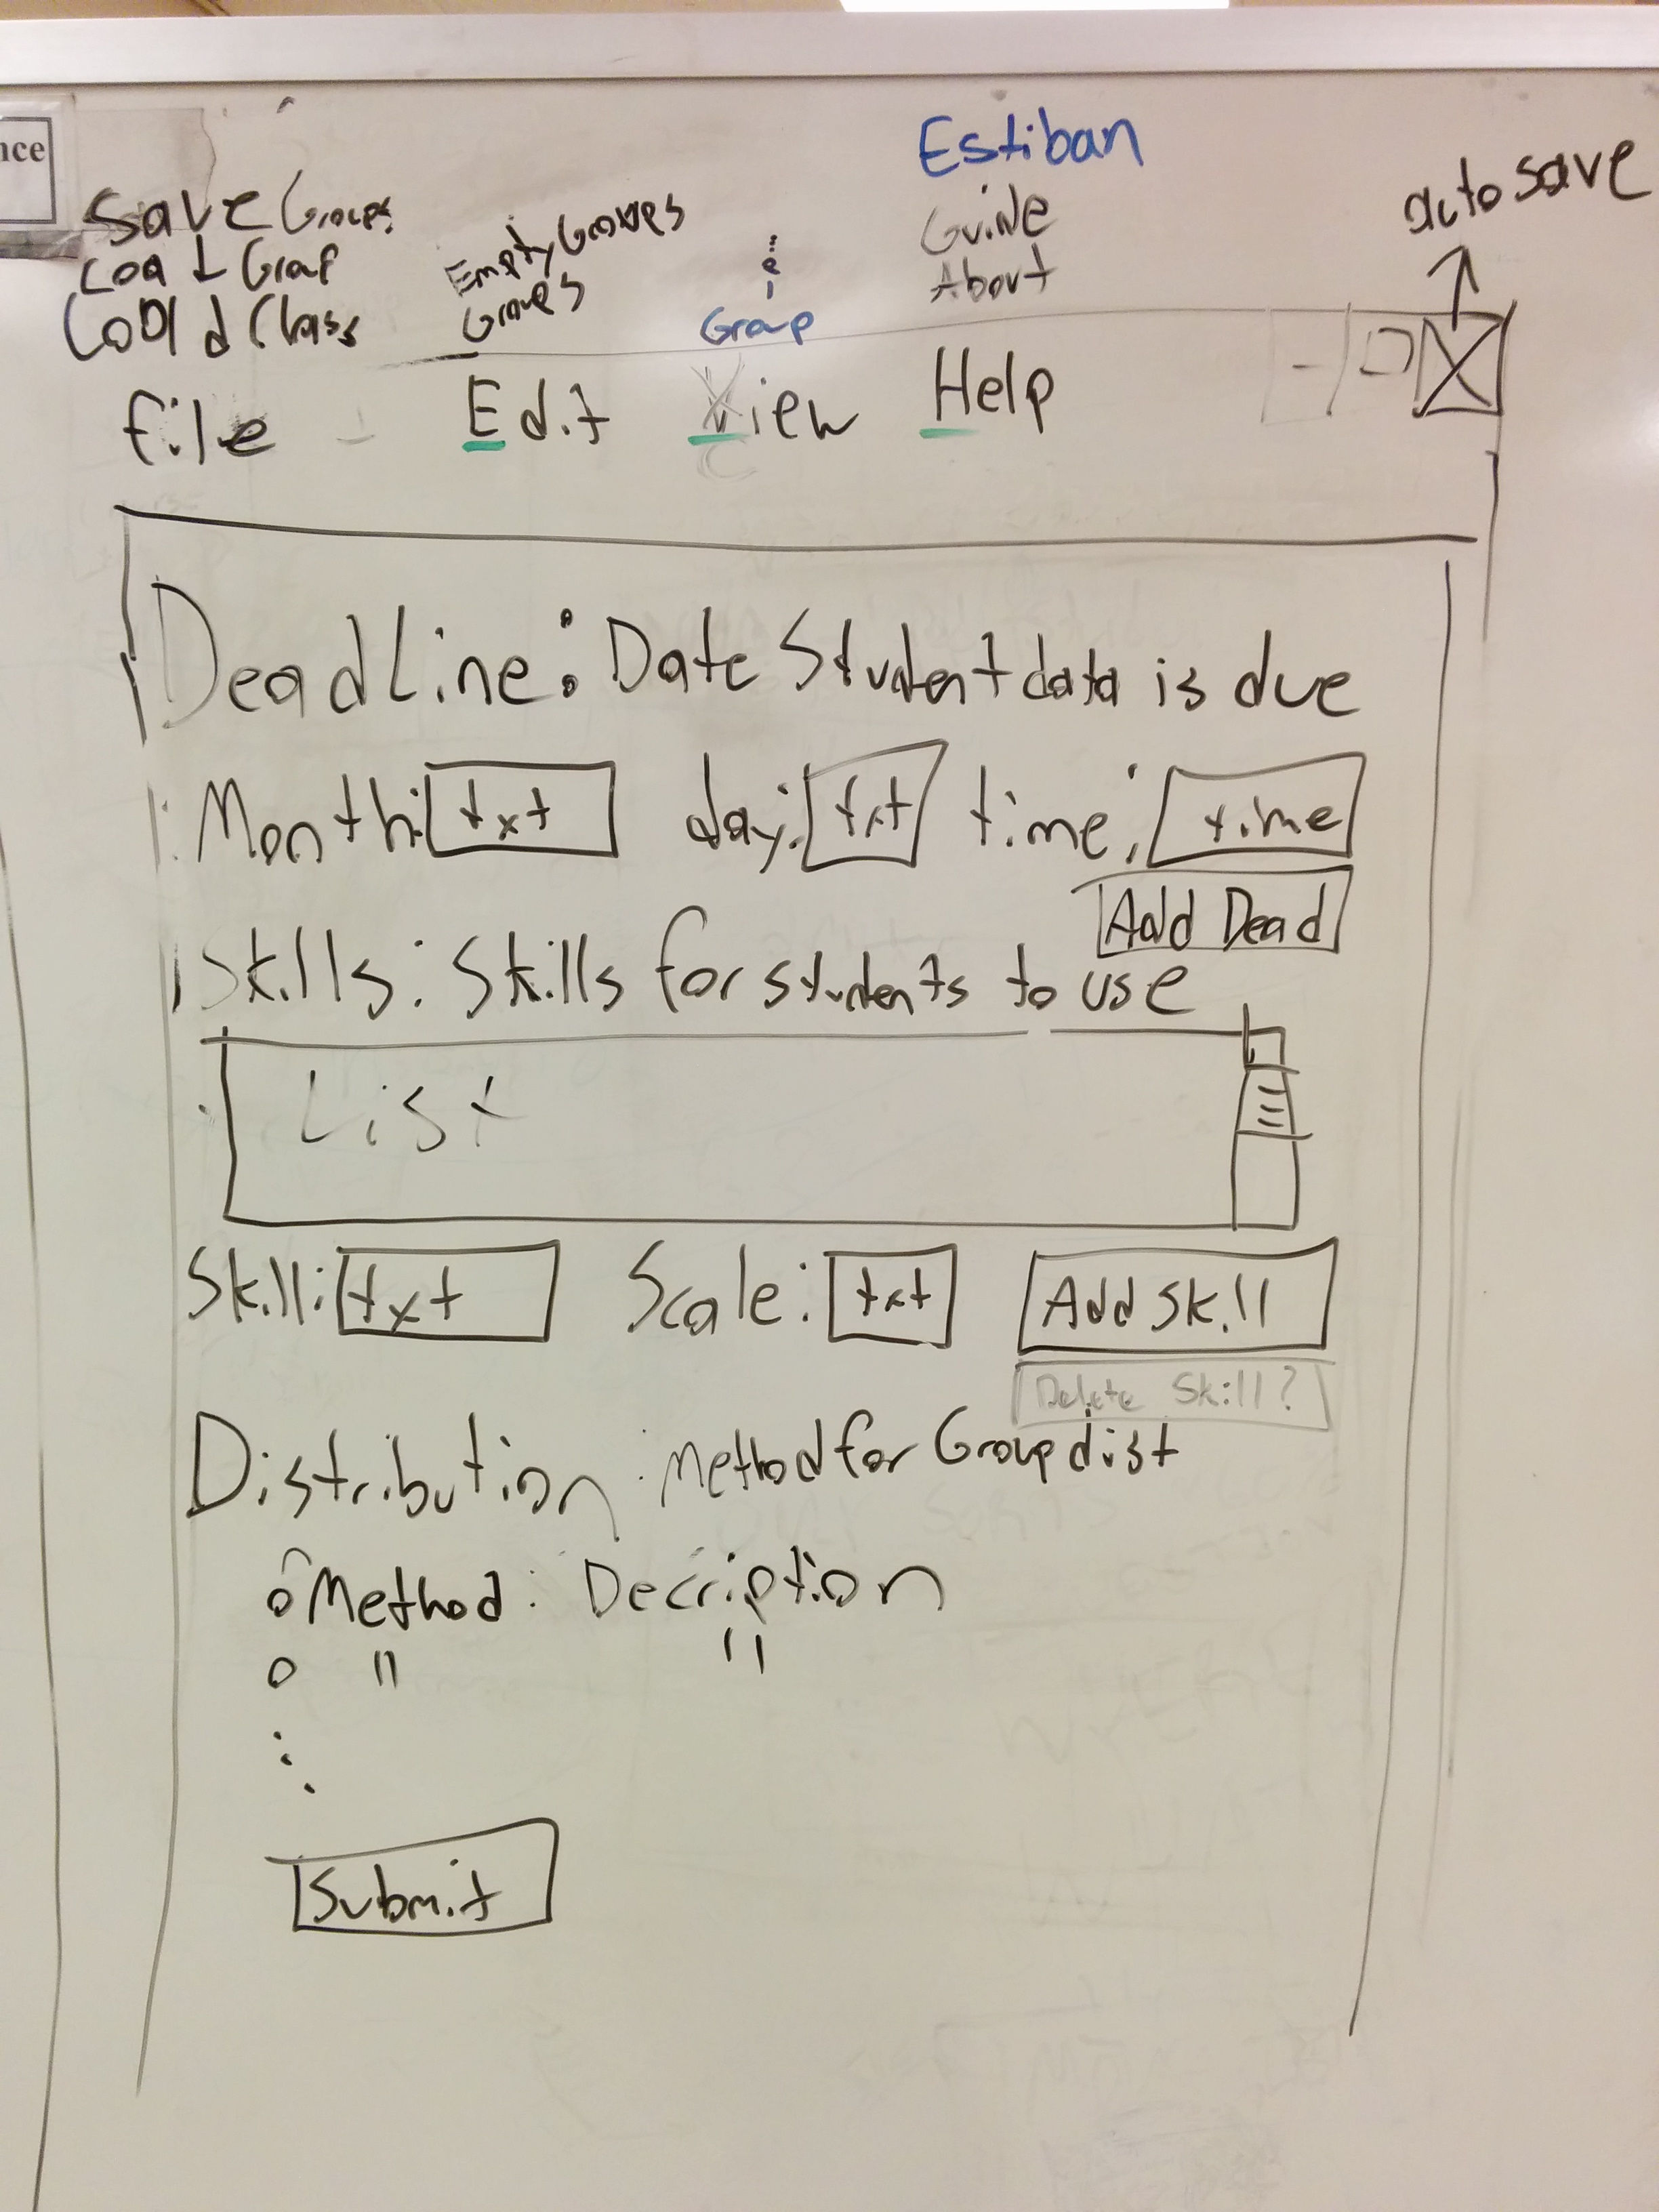 nce
Estiban
Save Groups
Load Group
Load Class
Empty Groups
Groups
Group
Guide
About
auto save
file
Edit
View
Help
- X
DeadLine: Date Student data is due
Month: txt day: txt time: time
Add Dead
Skills: Skills for students to use
List
Skill: txt Scale: txt Add Skill
Delete Skill?
Distribution: Method for Group dist
o Method: Decription
o " "
Submit